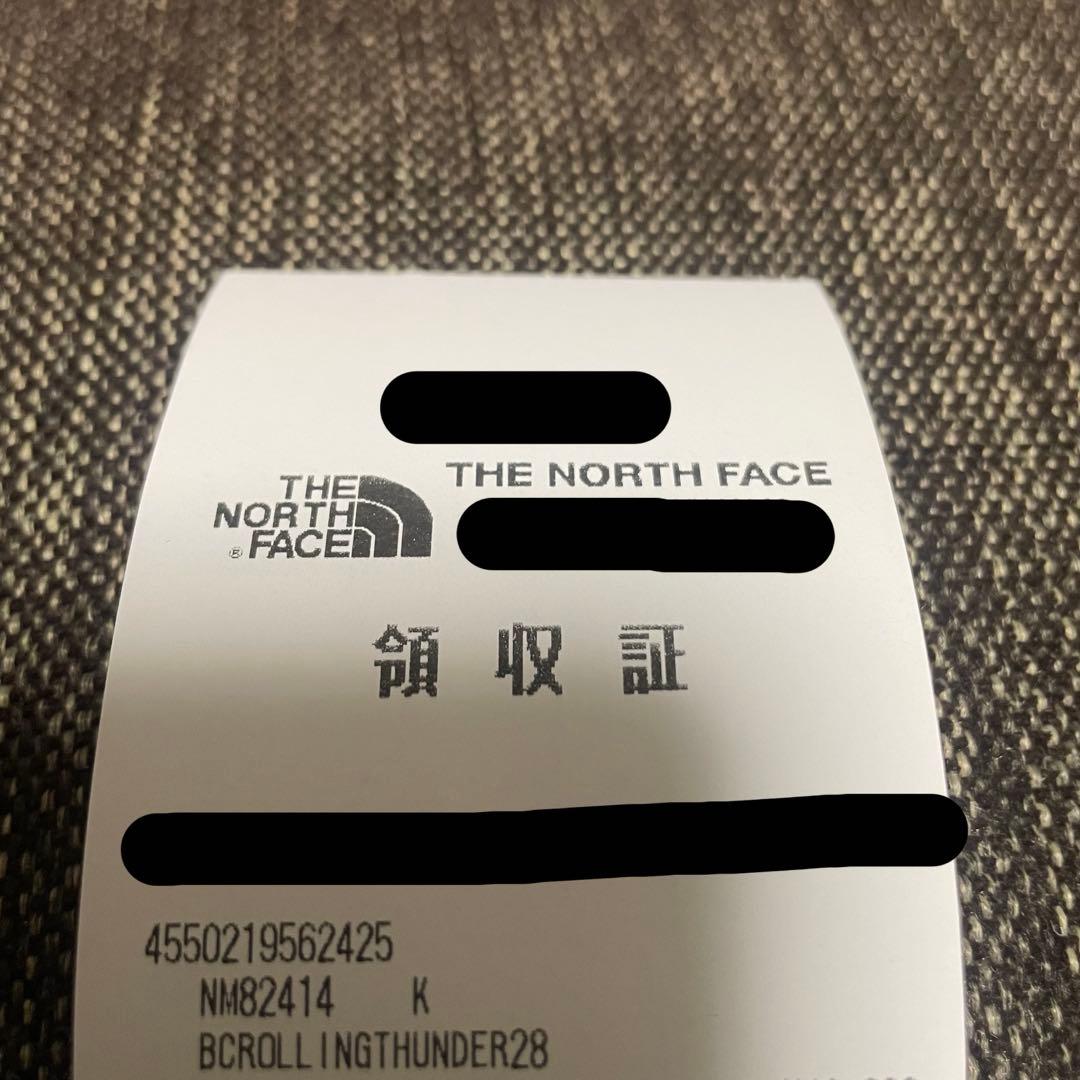 THE NORTH FACE
THE
NORTH
® FACE
領 収 証
4550219562425
NM82414 K
BCROLLINGTHUNDER28